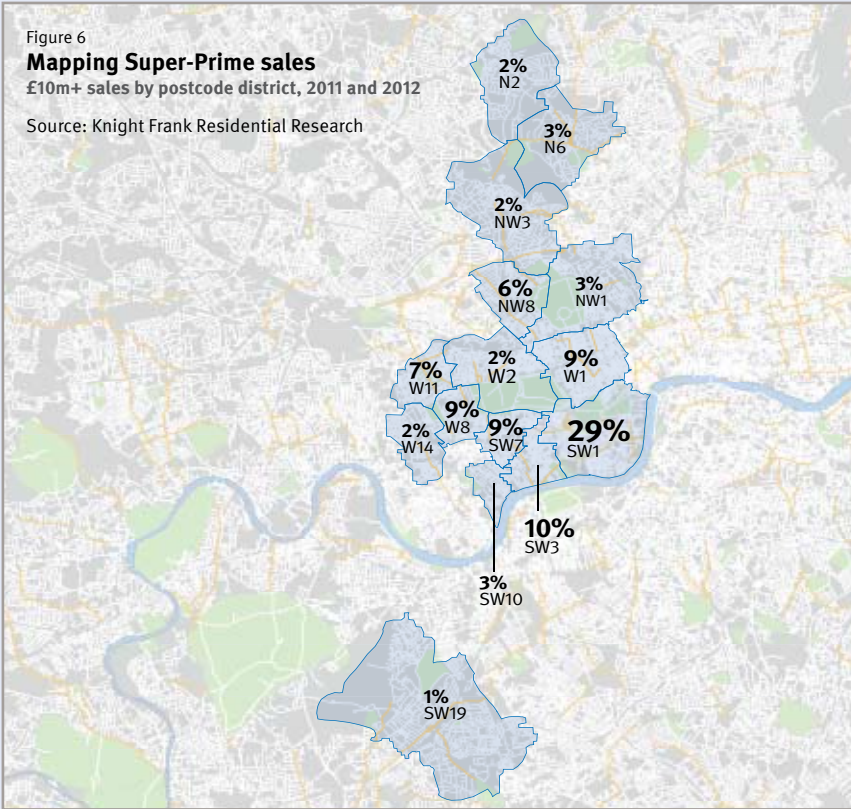 Figure 6
Mapping Super-Prime sales
£10m+ sales by postcode district, 2011 and 2012
Source: Knight Frank Residential Research
2%
N2
3%
N6
2%
NW3
6%
NW8
3%
NW1
7%
W11
2%
W2
9%
W1
2%
W14
9%
W8
9%
SW7
29%
SW1
10%
SW3
3%
SW10
1%
SW19